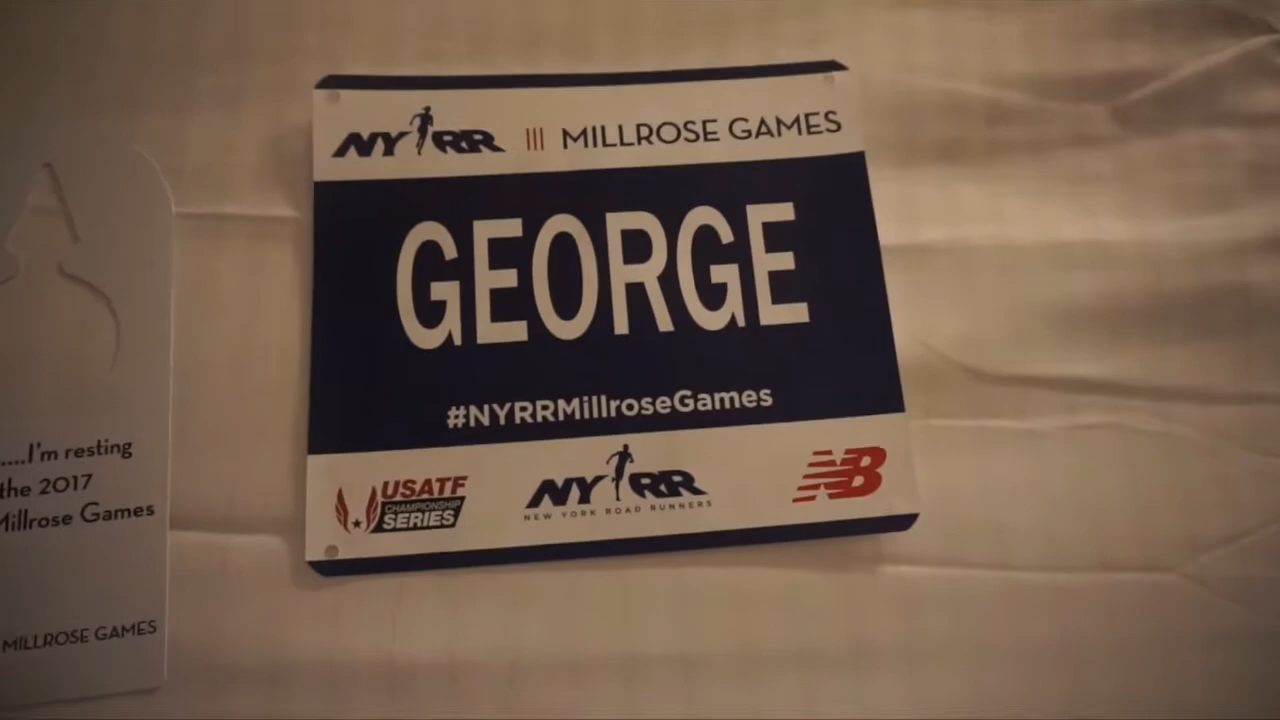 NYRR ||| MILLROSE GAMES
GEORGE
#NYRRMillroseGames
USATF
CHAMPIONSHIP
SERIES
NYRR
NEW YORK ROAD RUNNERS
NB
.....I'm resting
the 2017
Millrose Games
MILLROSE GAMES